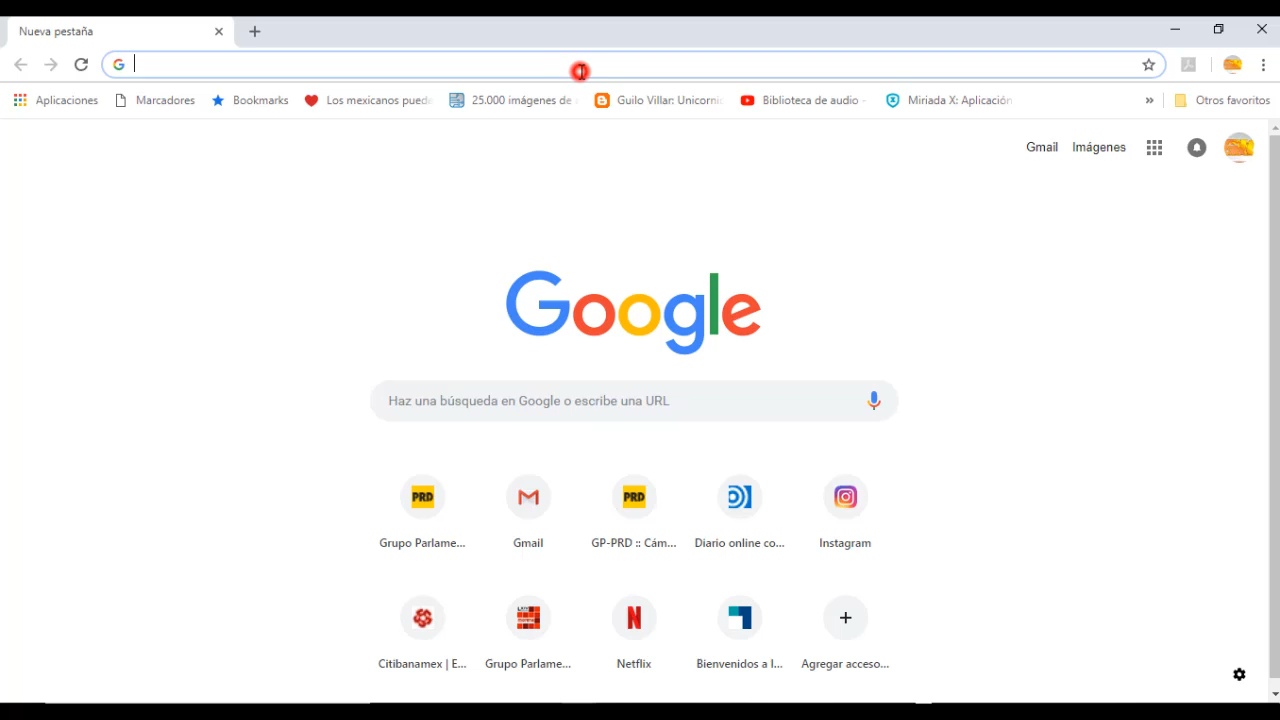 Nueva pestaña
Aplicaciones Marcadores Bookmarks Los mexicanos puede 25.000 imágenes de Guilo Villar: Unicorni Biblioteca de audio - Miriada X: Aplicación » Otros favoritos
Gmail Imágenes
Google
Haz una búsqueda en Google o escribe una URL
PRD PRD
Grupo Parlame... Gmail GP-PRD :: Cám... Diario online co... Instagram
Citibanamex | E... Grupo Parlame... Netflix Bienvenidos a l... Agregar acceso...